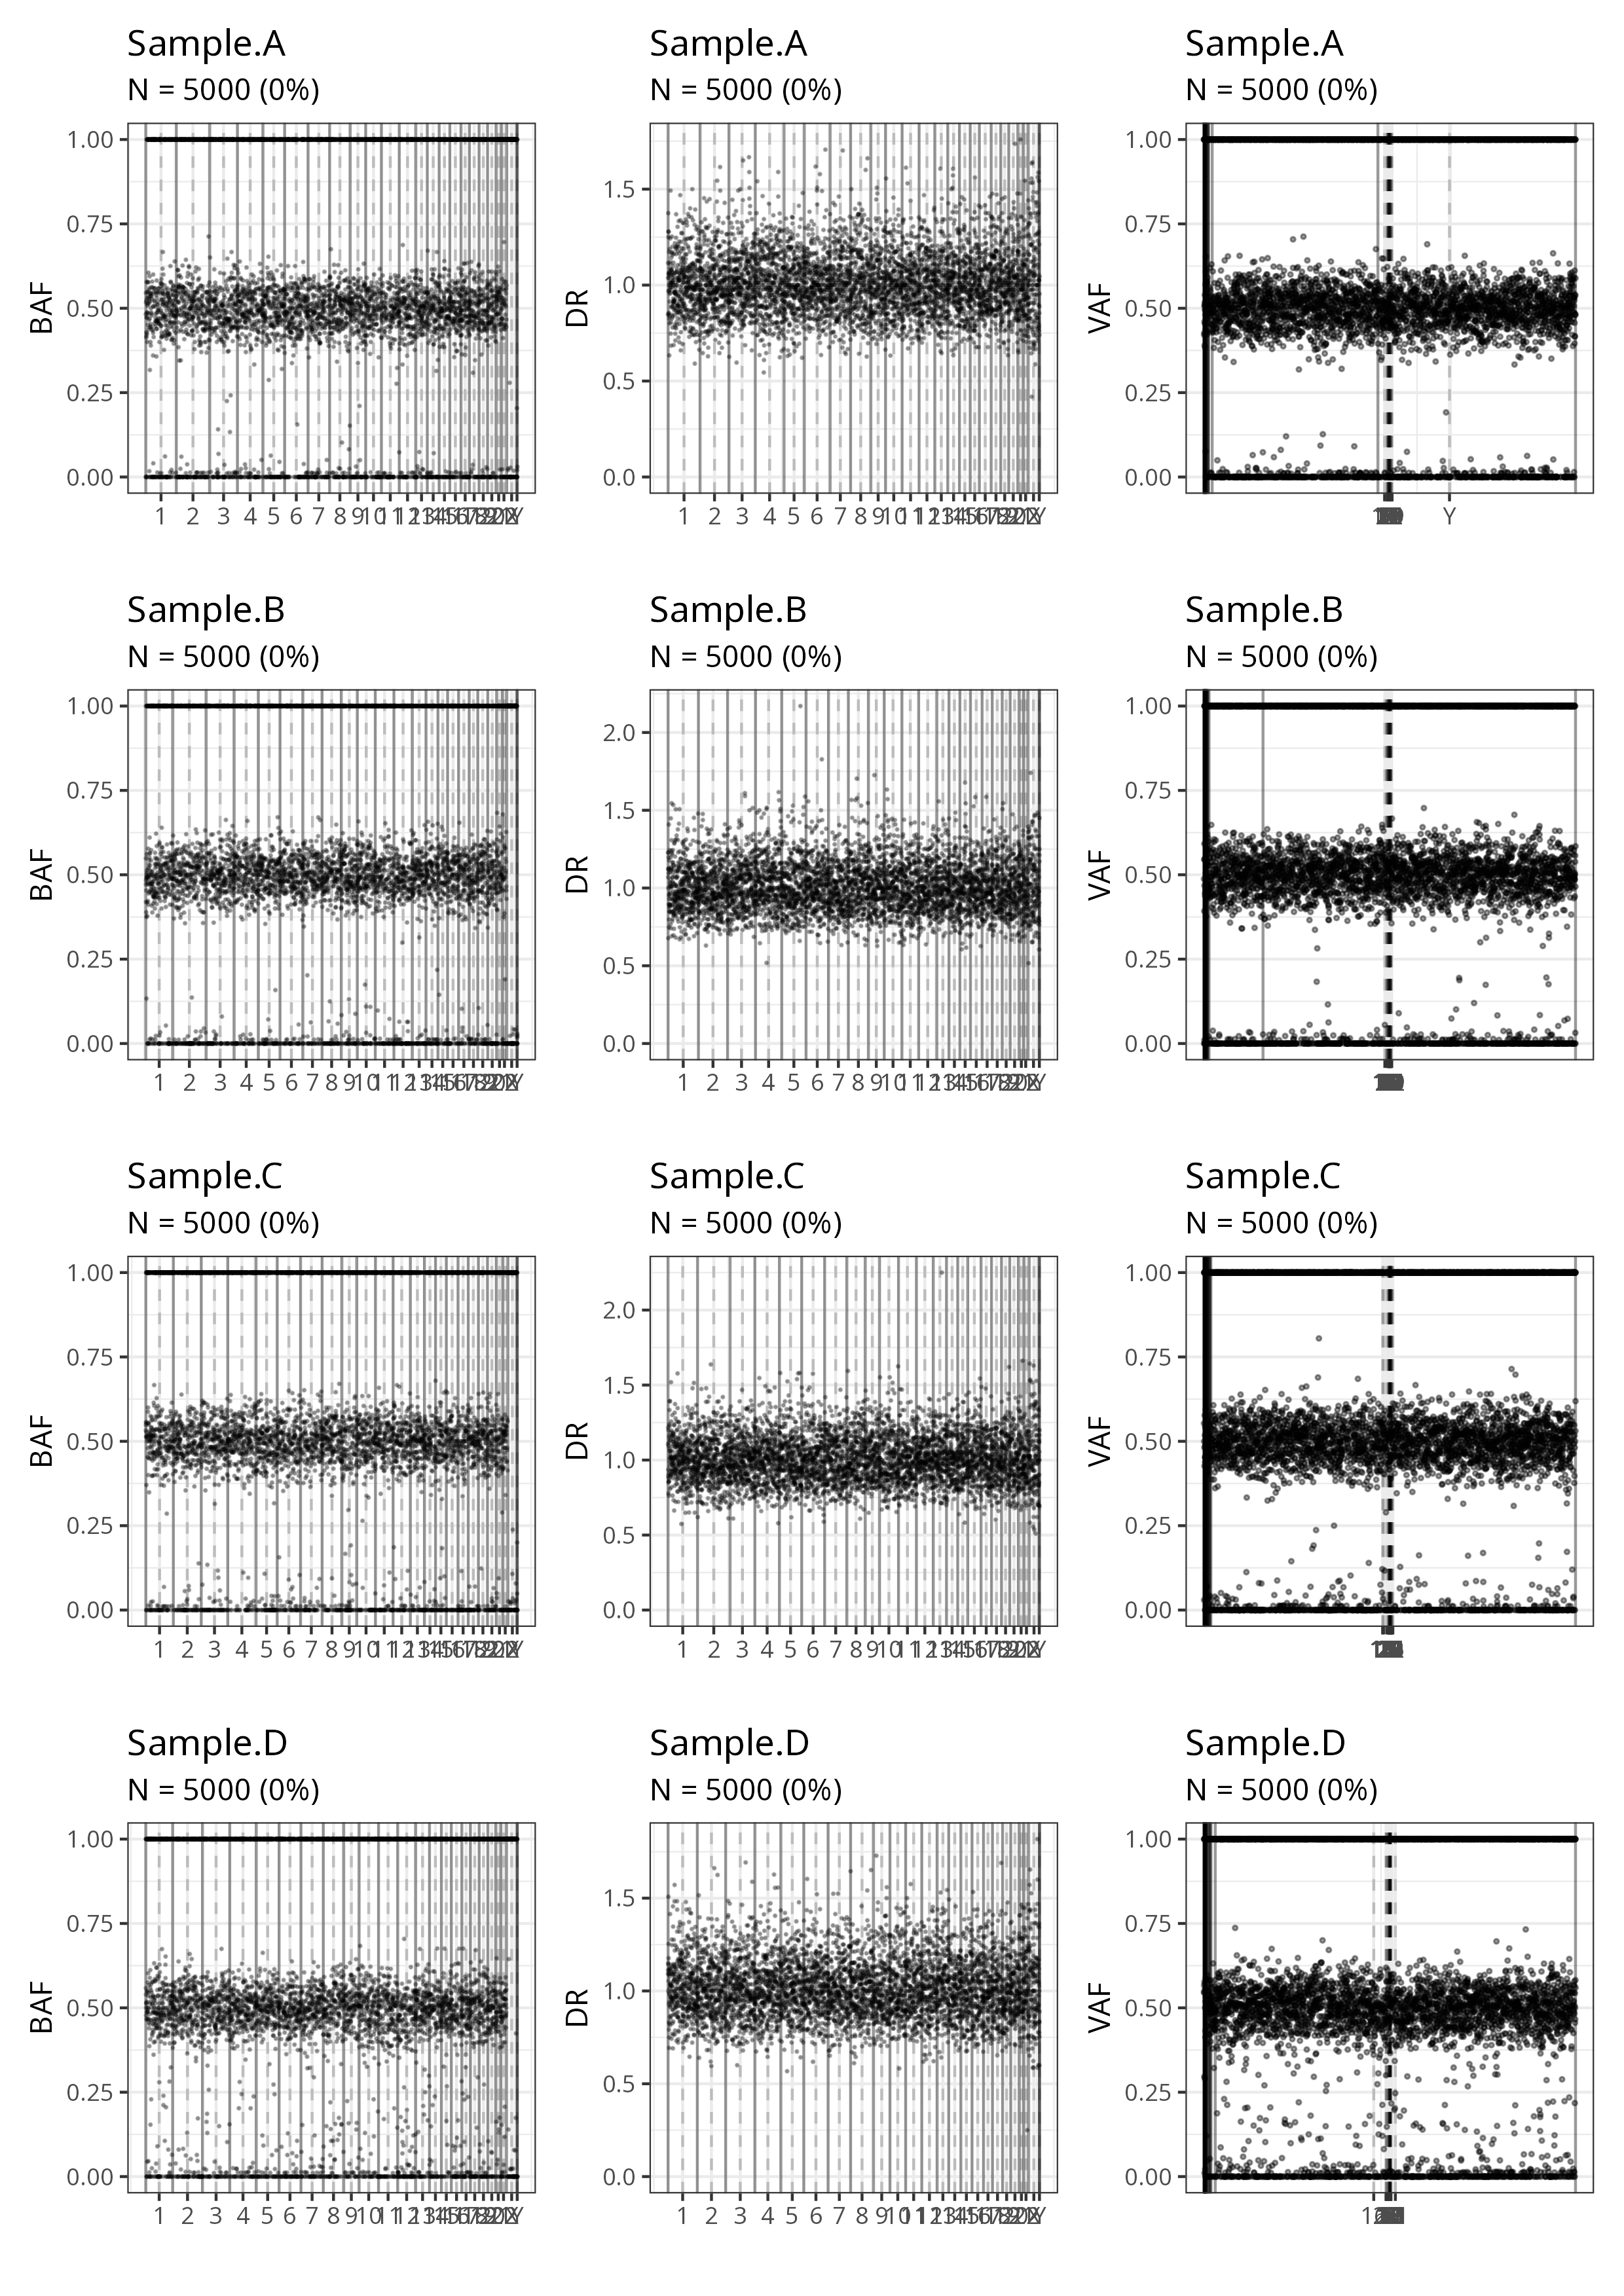 Sample.A Sample.A Sample.A
N = 5000 (0%) N = 5000 (0%) N = 5000 (0%)
BAF 1.00 0.75 0.50 0.25 0.00
1 2 3 4 5 6 7 8 9
DR 1.5 1.0 0.5 0.0
1 2 3 4 5 6 7 8 9
VAF 1.00 0.75 0.50 0.25 0.00
Y
Sample.B Sample.B Sample.B
N = 5000 (0%) N = 5000 (0%) N = 5000 (0%)
BAF 1.00 0.75 0.50 0.25 0.00
1 2 3 4 5 6 7 8 9
DR 2.0 1.5 1.0 0.5 0.0
1 2 3 4 5 6 7 8 9
VAF 1.00 0.75 0.50 0.25 0.00
Sample.C Sample.C Sample.C
N = 5000 (0%) N = 5000 (0%) N = 5000 (0%)
BAF 1.00 0.75 0.50 0.25 0.00
1 2 3 4 5 6 7 8 9
DR 2.0 1.5 1.0 0.5 0.0
1 2 3 4 5 6 7 8 9
VAF 1.00 0.75 0.50 0.25 0.00
Sample.D Sample.D Sample.D
N = 5000 (0%) N = 5000 (0%) N = 5000 (0%)
BAF 1.00 0.75 0.50 0.25 0.00
1 2 3 4 5 6 7 8 9
DR 1.5 1.0 0.5 0.0
1 2 3 4 5 6 7 8 9
VAF 1.00 0.75 0.50 0.25 0.00